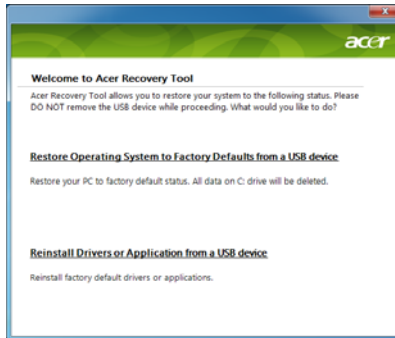 acer
Welcome to Acer Recovery Tool
Acer Recovery Tool allows you to restore your system to the following status. Please
DO NOT remove the USB device while proceeding. What would you like to do?
Restore Operating System to Factory Defaults from a USB device
Restore your PC to factory default status. All data on C: drive will be deleted.
Reinstall Drivers or Application from a USB device
Reinstall factory default drivers or applications.